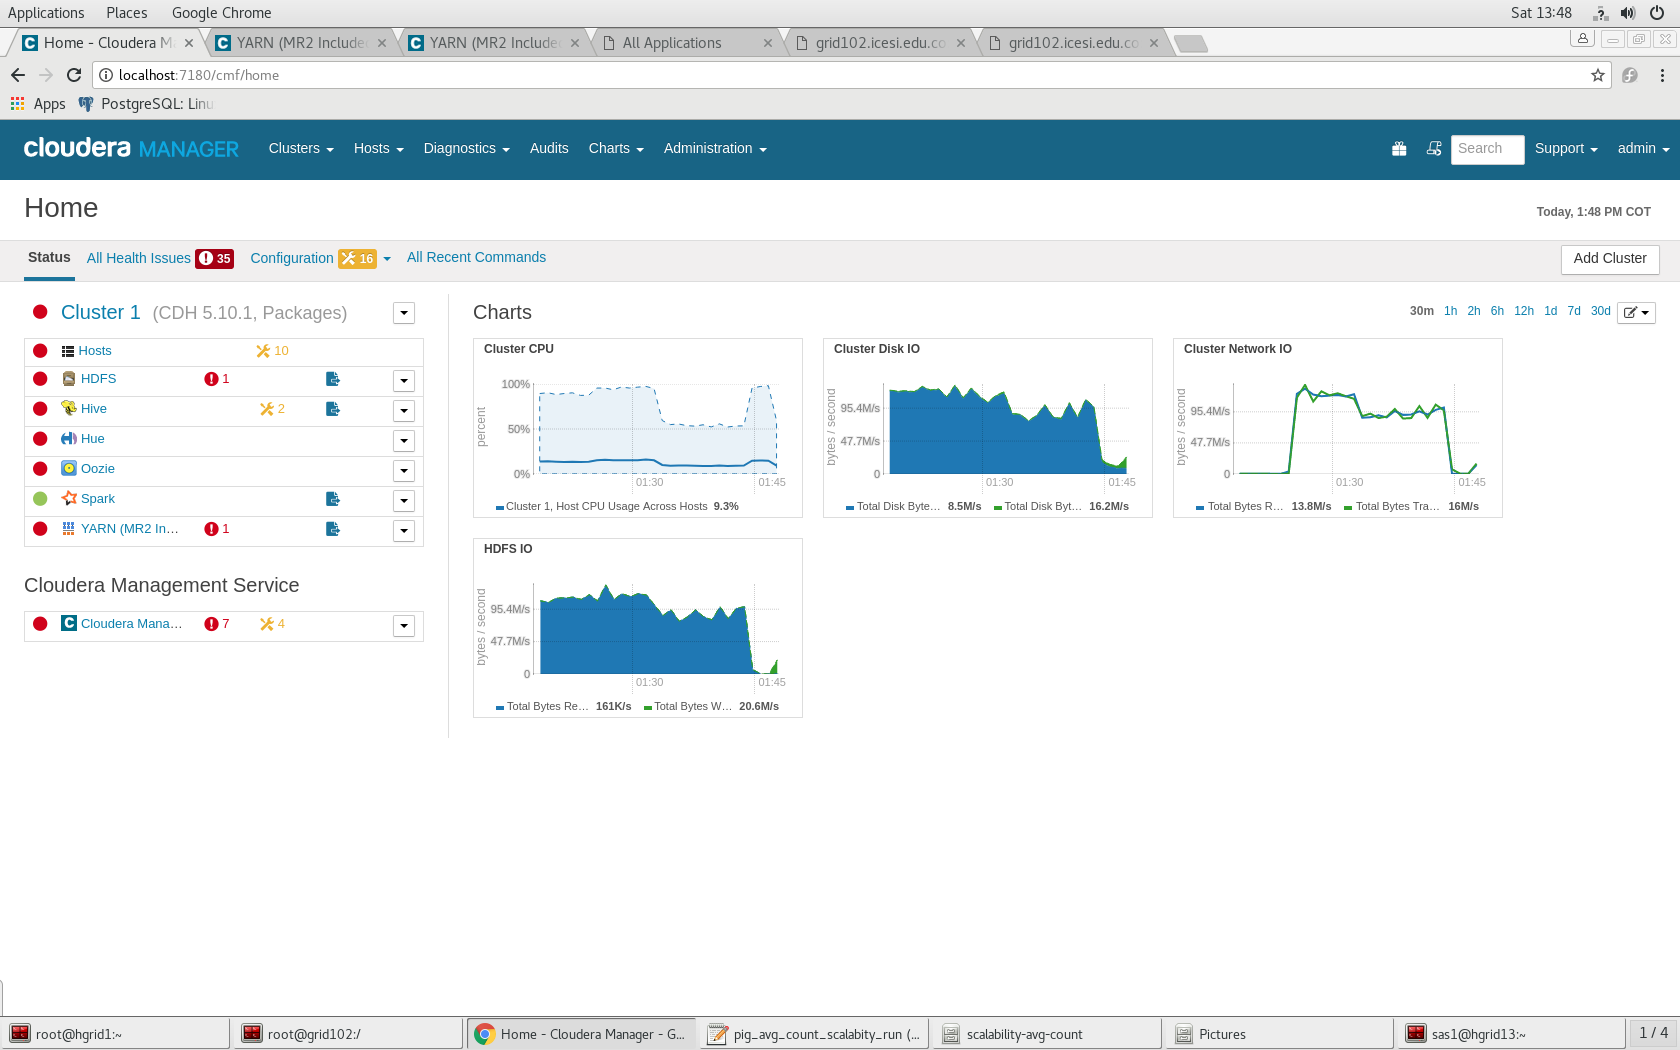 Applications Places Google Chrome Sat 13:48
Home - Cloudera M YARN (MR2 Include YARN (MR2 Include All Applications grid102.icesi.edu.co grid102.icesi.edu.co
localhost:7180/cmf/home
Apps PostgreSQL: Linu
cloudera MANAGER Clusters Hosts Diagnostics Audits Charts Administration Search Support admin
Home
Today, 1:48 PM COT
Status All Health Issues 35 Configuration 16 All Recent Commands Add Cluster
Cluster 1 (CDH 5.10.1, Packages)
Hosts 10
HDFS 1
Hive 2
Hue
Oozie
Spark
YARN (MR2 In... 1
Cloudera Management Service
Cloudera Mana... 7 4
Charts
30m 1h 2h 6h 12h 1d 7d 30d
Cluster CPU
percent
100%
50%
0%
01:30 01:45
Cluster 1, Host CPU Usage Across Hosts 9.3%
Cluster Disk IO
bytes / second
95.4M/s
47.7M/s
0
01:30 01:45
Total Disk Byte... 8.5M/s Total Disk Byt... 16.2M/s
Cluster Network IO
bytes / second
95.4M/s
47.7M/s
0
01:30 01:45
Total Bytes R... 13.8M/s Total Bytes Tra... 16M/s
HDFS IO
bytes / second
95.4M/s
47.7M/s
0
01:30 01:45
Total Bytes Re... 161K/s Total Bytes W... 20.6M/s
root@hgrid1:~ root@grid102:/ Home - Cloudera Manager - G... pig_avg_count_scalabity_run (... scalability-avg-count Pictures sas1@hgrid13:~ 1 / 4